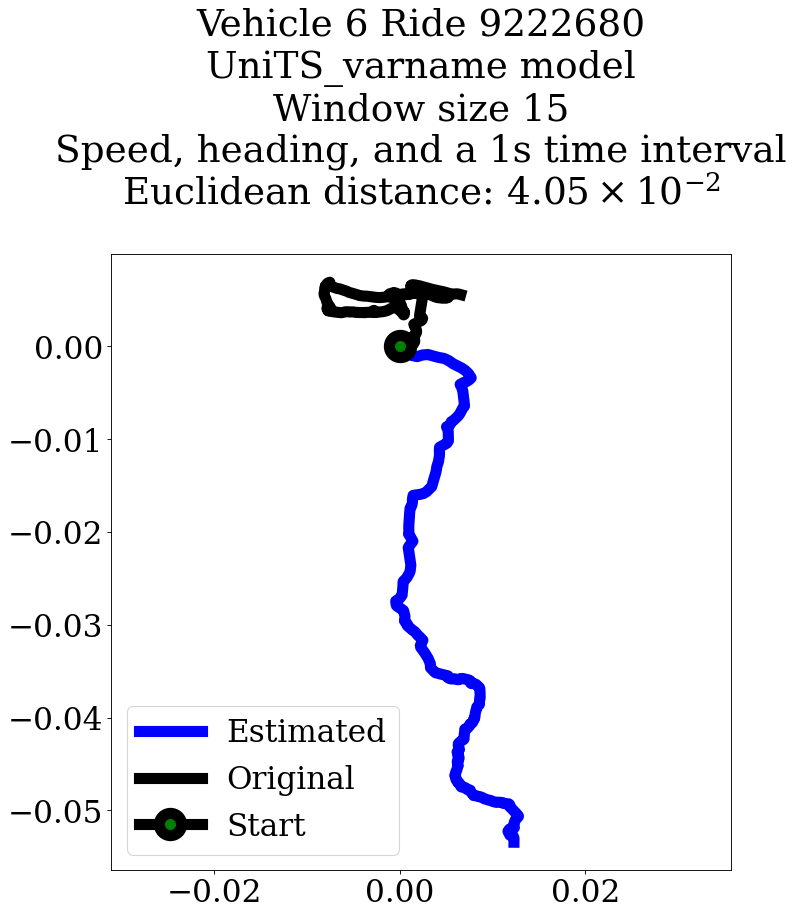 Vehicle 6 Ride 9222680
UniTS_varname model
Window size 15
Speed, heading, and a 1s time interval
Euclidean distance: 4.05 × 10⁻²
0.00
−0.01
−0.02
−0.03
−0.04
−0.05
Estimated
Original
Start
−0.02 0.00 0.02